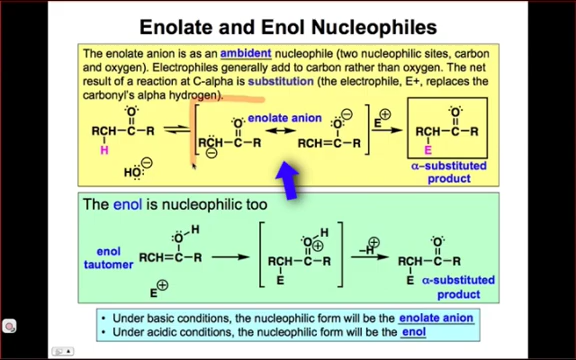 Enolate and Enol Nucleophiles
The enolate anion is as an ambident nucleophile (two nucleophilic sites, carbon
and oxygen). Electrophiles generally add to carbon rather than oxygen. The net
result of a reaction at C-alpha is substitution (the electrophile, E+, replaces the
carbonyl's alpha hydrogen).
O O enolate anion O ⊖ E ⊕ O
RCH–C–R ⇌ [ RCH–C–R ↔ RCH=C–R ] → RCH–C–R
H ⊖ E
HO ⊖ α-substituted
product
The enol is nucleophilic too
O–H O–H ⊕ O
enol
tautomer RCH=C–R → [ RCH–C–R ] –H ⊕ → RCH–C–R
E ⊕ E E α-substituted
product
• Under basic conditions, the nucleophilic form will be the enolate anion
• Under acidic conditions, the nucleophilic form will be the enol